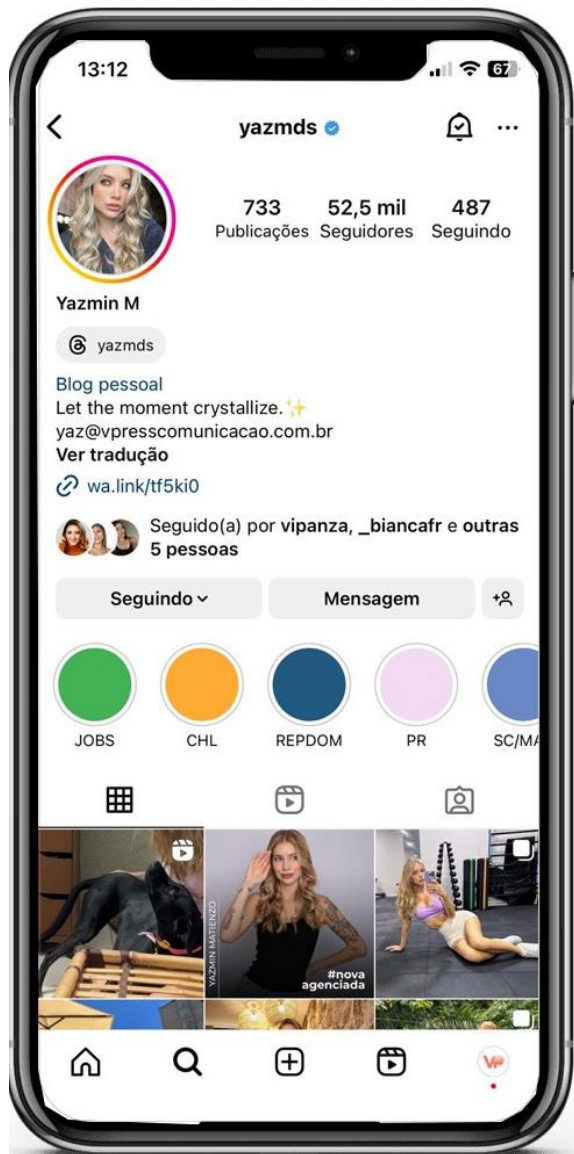 13:12
67
yazmds
733
52,5 mil
487
Publicações
Seguidores
Seguindo
Yazmin M
yazmds
Blog pessoal
Let the moment crystallize.✨
yaz@vpresscomunicacao.com.br
Ver tradução
wa.link/tf5ki0
Seguido(a) por vipanza, _biancafr e outras
5 pessoas
Seguindo
Mensagem
JOBS
CHL
REPDOM
PR
SC/MA
YAZMIN MATIENZO
#nova
agenciada
VP